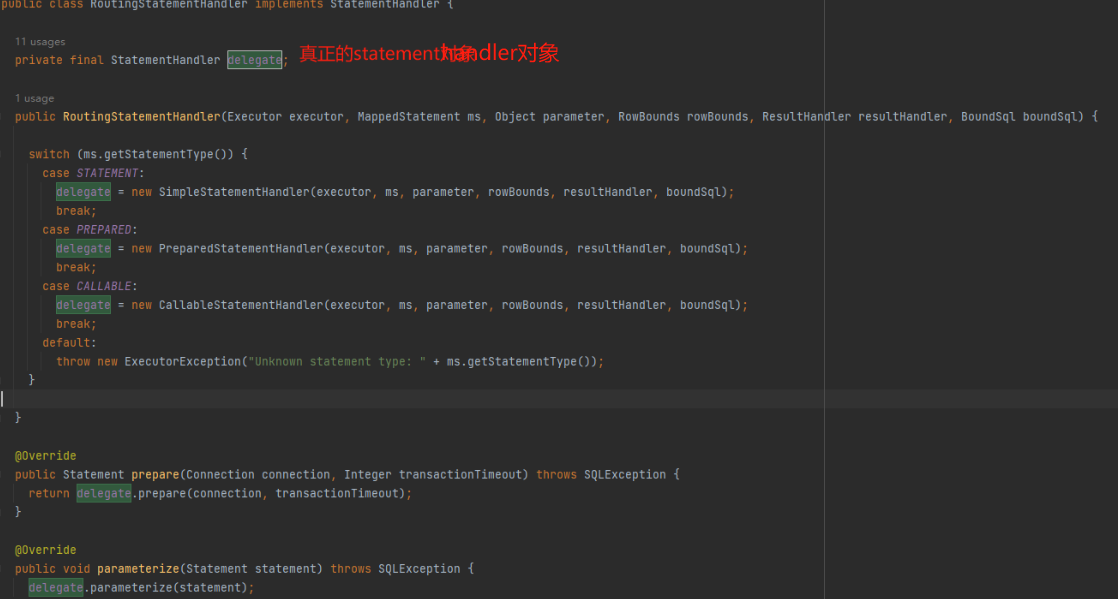 public class RoutingStatementHandler implements StatementHandler {
11 usages
private final StatementHandler delegate; 真正的statement对象handler对象
1 usage
public RoutingStatementHandler(Executor executor, MappedStatement ms, Object parameter, RowBounds rowBounds, ResultHandler resultHandler, BoundSql boundSql) {
switch (ms.getStatementType()) {
case STATEMENT:
delegate = new SimpleStatementHandler(executor, ms, parameter, rowBounds, resultHandler, boundSql);
break;
case PREPARED:
delegate = new PreparedStatementHandler(executor, ms, parameter, rowBounds, resultHandler, boundSql);
break;
case CALLABLE:
delegate = new CallableStatementHandler(executor, ms, parameter, rowBounds, resultHandler, boundSql);
break;
default:
throw new ExecutorException("Unknown statement type: " + ms.getStatementType());
}
}
@Override
public Statement prepare(Connection connection, Integer transactionTimeout) throws SQLException {
return delegate.prepare(connection, transactionTimeout);
}
@Override
public void parameterize(Statement statement) throws SQLException {
delegate.parameterize(statement);